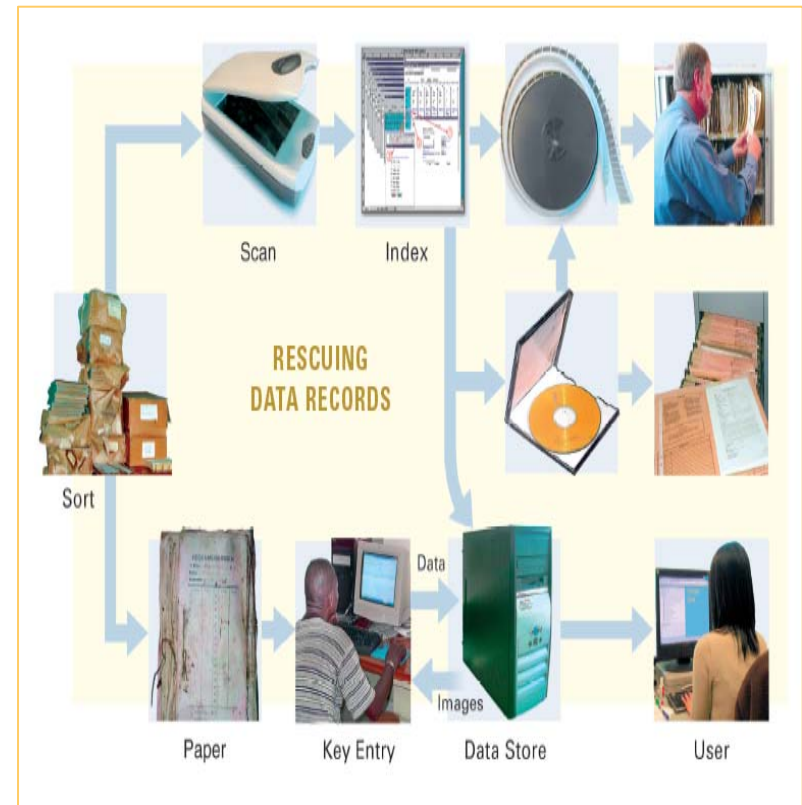 Scan
Index
RESCUING
DATA RECORDS
Sort
Data
Images
Paper
Key Entry
Data Store
User